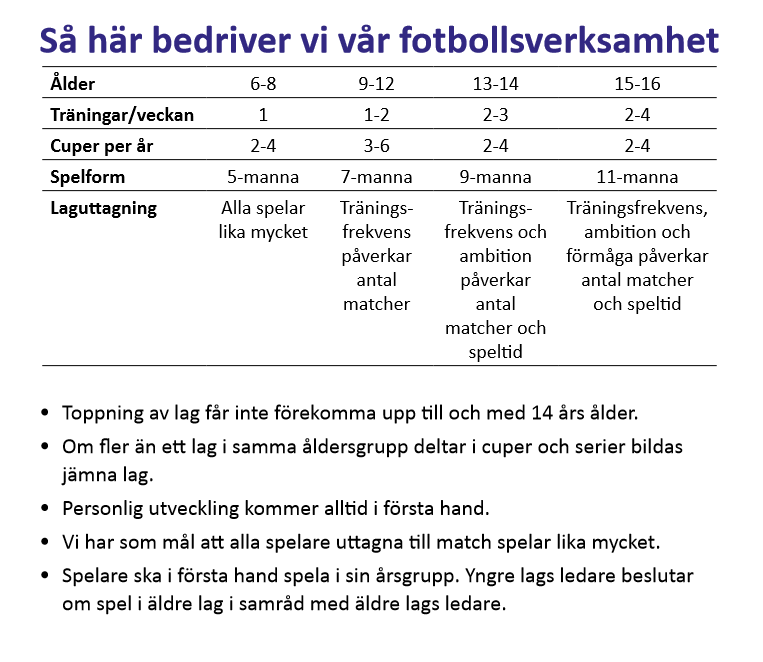 Så här bedriver vi vår fotbollsverksamhet
Ålder 6-8 9-12 13-14 15-16
Träningar/veckan 1 1-2 2-3 2-4
Cuper per år 2-4 3-6 2-4 2-4
Spelform 5-manna 7-manna 9-manna 11-manna
Laguttagning Alla spelar Tränings- Tränings- Träningsfrekvens,
lika mycket frekvens frekvens och ambition och
påverkar ambition förmåga påverkar
antal påverkar antal matcher
matcher antal och speltid
matcher och
speltid
• Toppning av lag får inte förekomma upp till och med 14 års ålder.
• Om fler än ett lag i samma åldersgrupp deltar i cuper och serier bildas
jämna lag.
• Personlig utveckling kommer alltid i första hand.
• Vi har som mål att alla spelare uttagna till match spelar lika mycket.
• Spelare ska i första hand spela i sin årsgrupp. Yngre lags ledare beslutar
om spel i äldre lag i samråd med äldre lags ledare.